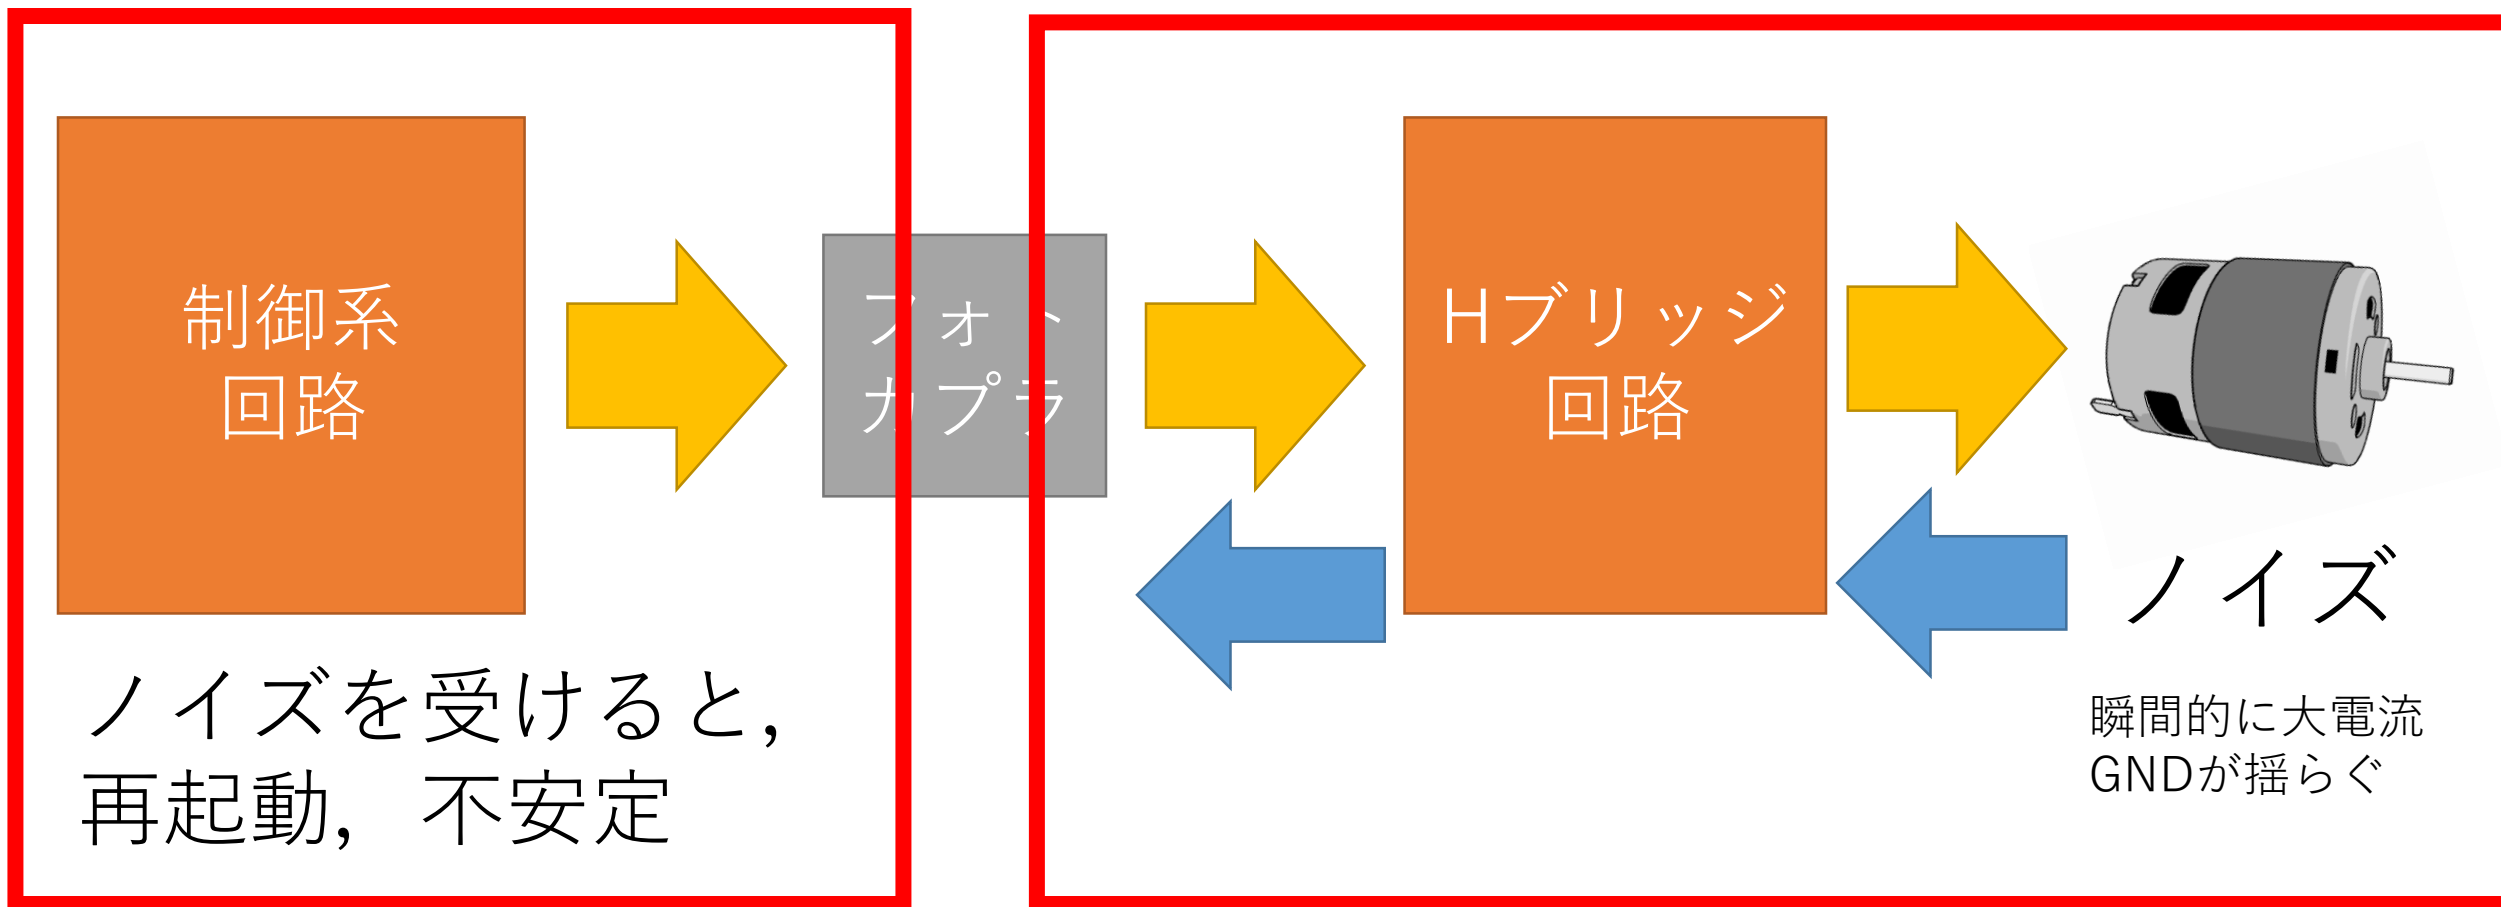 制御系
回路
フォト
カプラ
Hブリッジ
回路
ノイズ
ノイズを受けると,
再起動, 不安定
瞬間的に大電流
GNDが揺らぐ